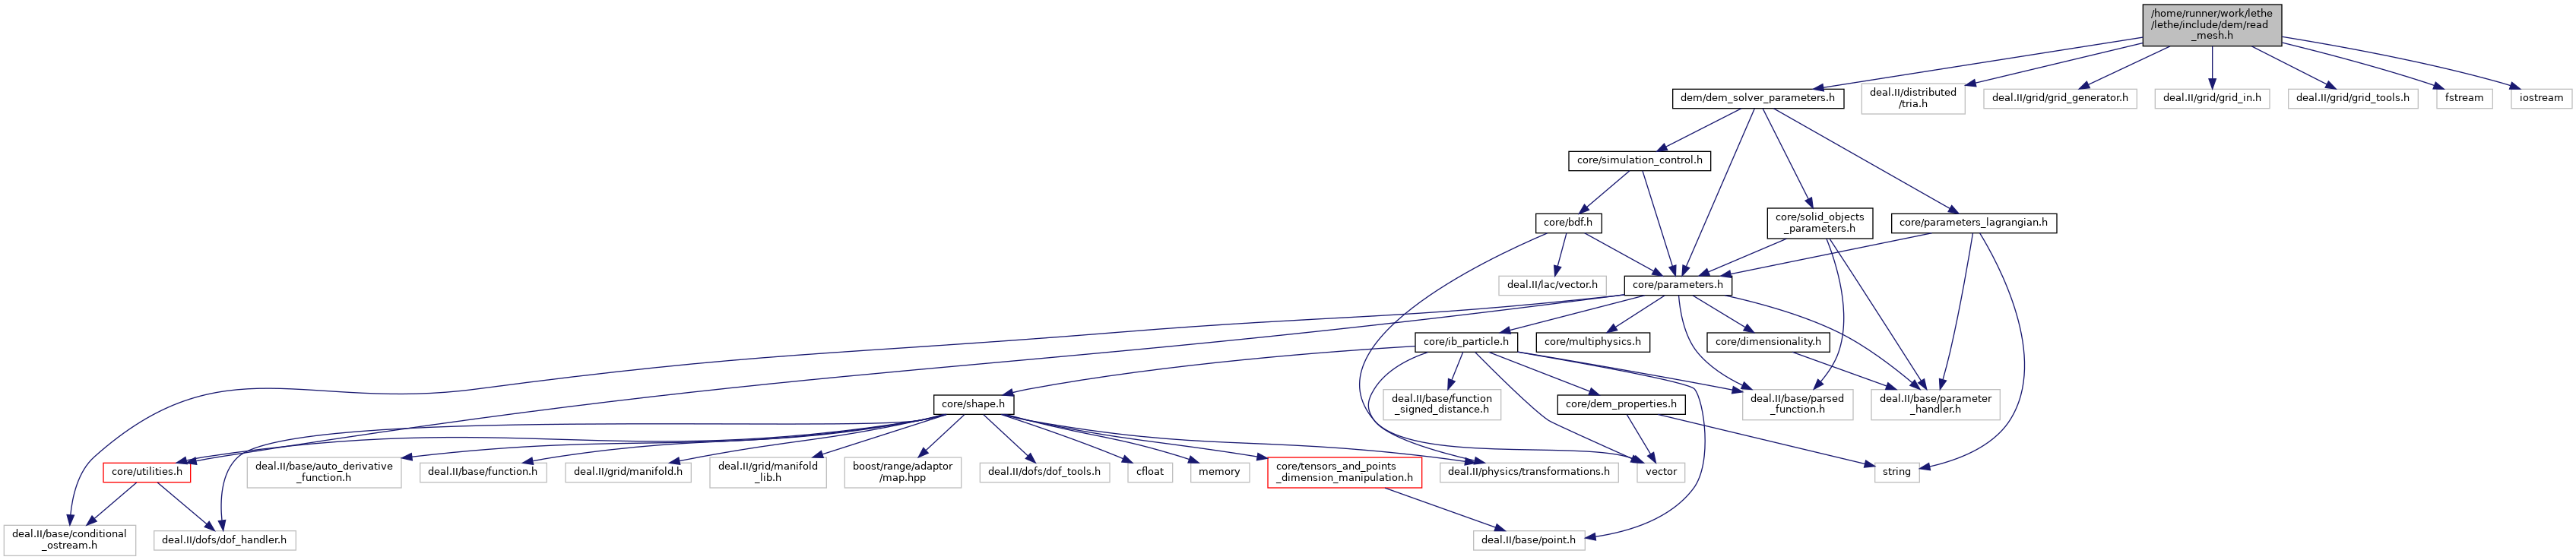 /home/runner/work/lethe
/lethe/include/dem/read
_mesh.h
dem/dem_solver_parameters.h
deal.II/distributed
/tria.h
deal.II/grid/grid_generator.h
deal.II/grid/grid_in.h
deal.II/grid/grid_tools.h
fstream
iostream
core/simulation_control.h
core/bdf.h
core/solid_objects
_parameters.h
core/parameters_lagrangian.h
deal.II/lac/vector.h
core/parameters.h
core/ib_particle.h
core/multiphysics.h
core/dimensionality.h
core/shape.h
deal.II/base/function
_signed_distance.h
core/dem_properties.h
deal.II/base/parsed
_function.h
deal.II/base/parameter
_handler.h
core/utilities.h
deal.II/base/auto_derivative
_function.h
deal.II/base/function.h
deal.II/grid/manifold.h
deal.II/grid/manifold
_lib.h
boost/range/adaptor
/map.hpp
deal.II/dofs/dof_tools.h
cfloat
memory
core/tensors_and_points
_dimension_manipulation.h
deal.II/physics/transformations.h
vector
string
deal.II/base/conditional
_ostream.h
deal.II/dofs/dof_handler.h
deal.II/base/point.h